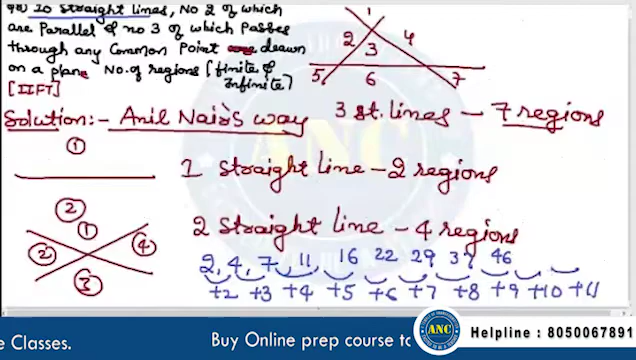 10 Straight lines, No 2 of which
are Parallel & no 3 of which Passes
through any Common Point are drawn
on a plane No. of regions [finite &
Infinite]
[IIFT]
1
2 3 4
5 6 7
Solution:- Anil Nair's way
3 st. lines - 7 regions
①
1 Straight line - 2 regions
②
①
② ④
③
2 Straight line - 4 regions
2, 4, 7, 11, 16 22 29 37 46
+2 +3 +4 +5 +6 +7 +8 +9 +10 +11
ANC
e Classes.
Buy Online prep course to
ANC
Helpline : 8050067891